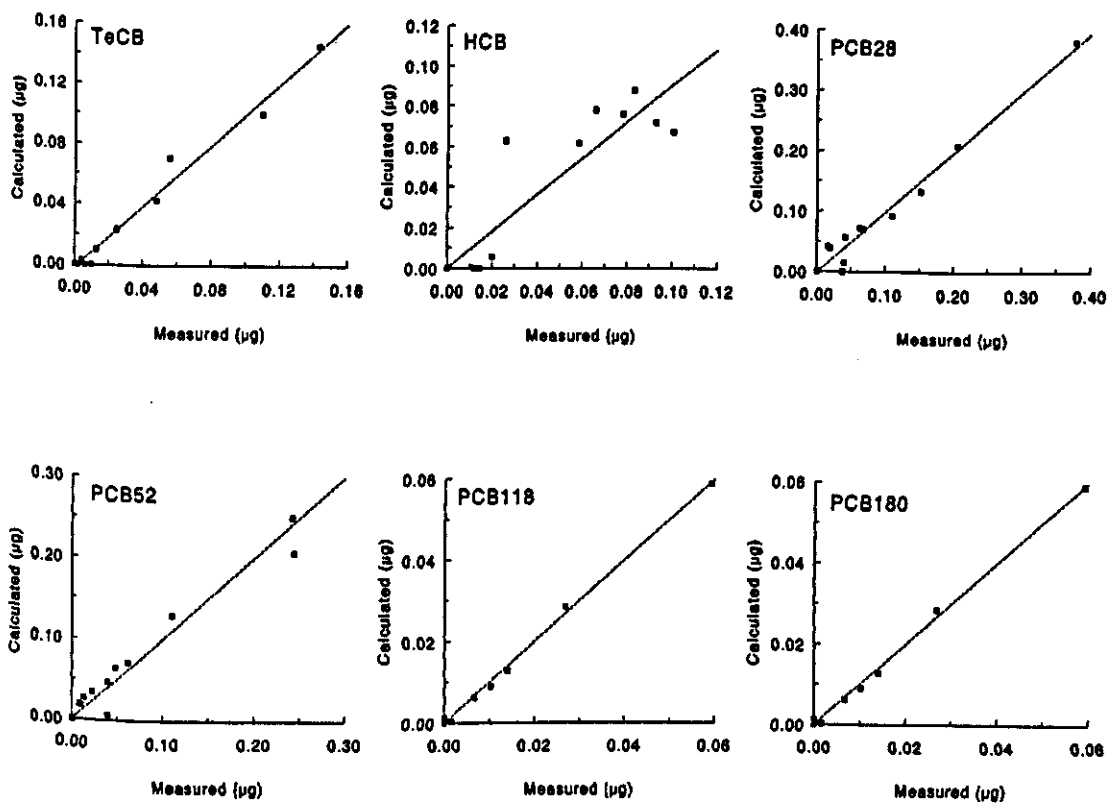 TeCB
Calculated (µg)
0.16
0.12
0.08
0.04
0.00
0.00 0.04 0.08 0.12 0.16
Measured (µg)
HCB
Calculated (µg)
0.12
0.10
0.08
0.06
0.04
0.02
0.00
0.00 0.02 0.04 0.06 0.08 0.10 0.12
Measured (µg)
PCB28
Calculated (µg)
0.40
0.30
0.20
0.10
0.00
0.00 0.10 0.20 0.30 0.40
Measured (µg)
PCB52
Calculated (µg)
0.30
0.20
0.10
0.00
0.00 0.10 0.20 0.30
Measured (µg)
PCB118
Calculated (µg)
0.06
0.04
0.02
0.00
0.00 0.02 0.04 0.06
Measured (µg)
PCB180
Calculated (µg)
0.06
0.04
0.02
0.00
0.00 0.02 0.04 0.06
Measured (µg)